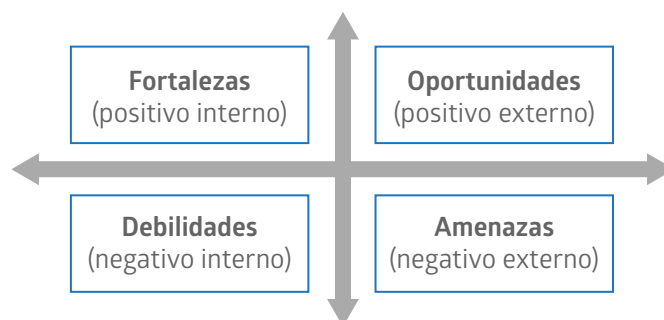 Fortalezas
(positivo interno)
Oportunidades
(positivo externo)
Debilidades
(negativo interno)
Amenazas
(negativo externo)